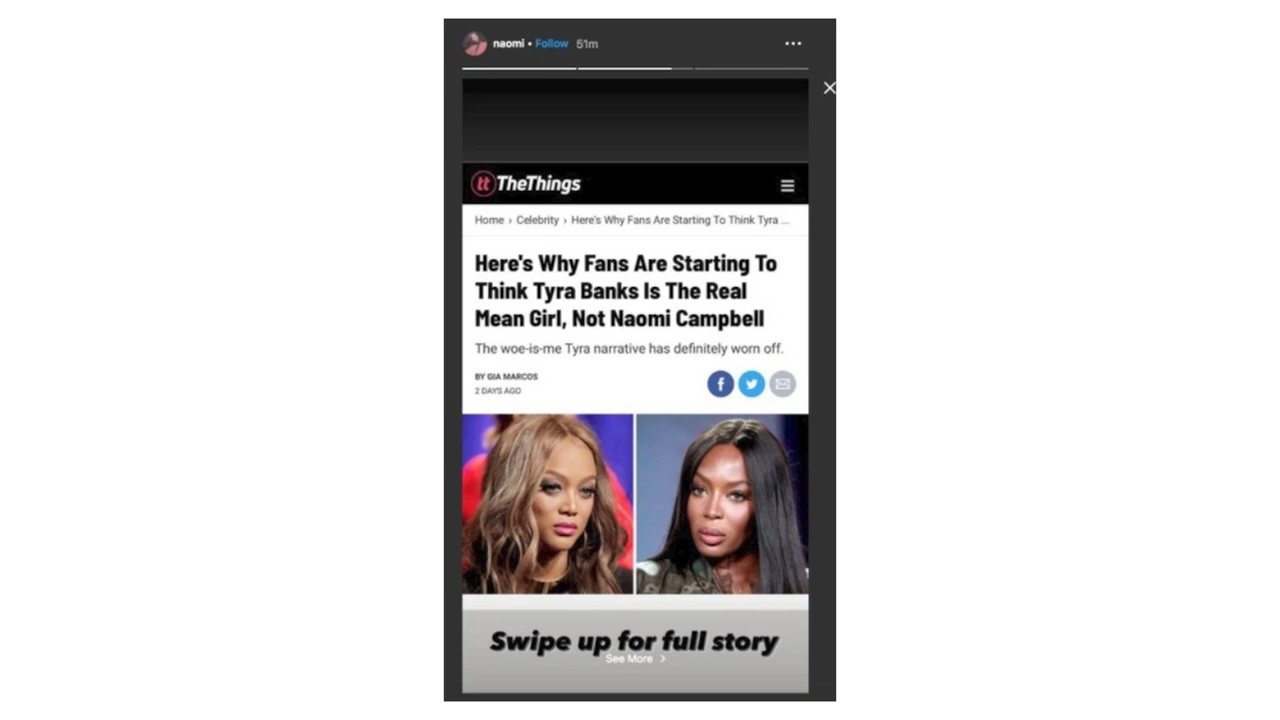 naomi • Follow 51m
tt TheThings
Home › Celebrity › Here's Why Fans Are Starting To Think Tyra ...
Here's Why Fans Are Starting To
Think Tyra Banks Is The Real
Mean Girl, Not Naomi Campbell
The woe-is-me Tyra narrative has definitely worn off.
BY GIA MARCOS
2 DAYS AGO
f
Swipe up for full story
See More >